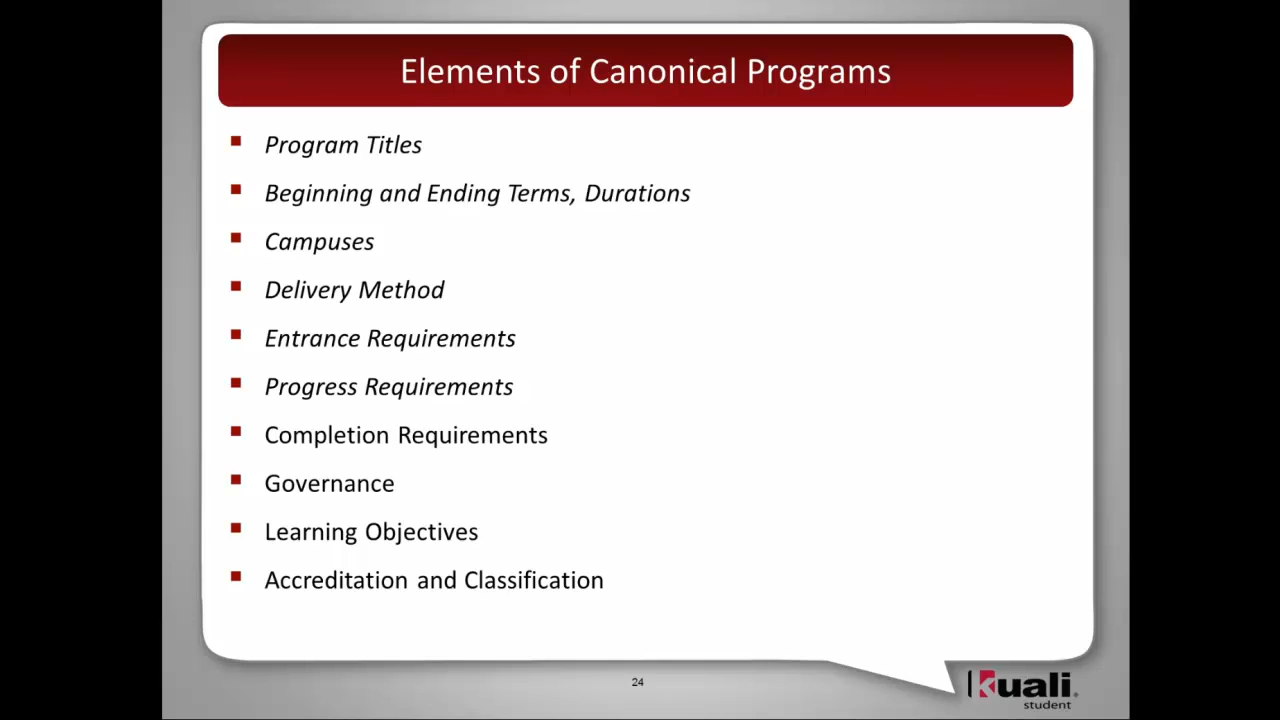 Elements of Canonical Programs
Program Titles
Beginning and Ending Terms, Durations
Campuses
Delivery Method
Entrance Requirements
Progress Requirements
Completion Requirements
Governance
Learning Objectives
Accreditation and Classification
24
kuali®
student